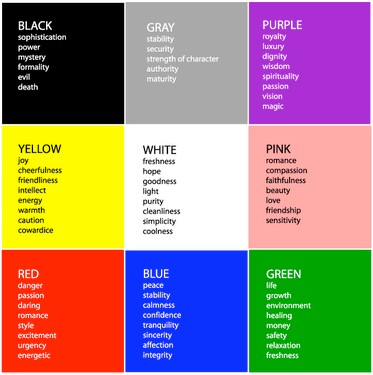 BLACK
sophistication
power
mystery
formality
evil
death
GRAY
stability
security
strength of character
authority
maturity
PURPLE
royalty
luxury
dignity
wisdom
spirituality
passion
vision
magic
YELLOW
joy
cheerfulness
friendliness
intellect
energy
warmth
caution
cowardice
WHITE
freshness
hope
goodness
light
purity
cleanliness
simplicity
coolness
PINK
romance
compassion
faithfulness
beauty
love
friendship
sensitivity
RED
danger
passion
daring
romance
style
excitement
urgency
energetic
BLUE
peace
stability
calmness
confidence
tranquility
sincerity
affection
integrity
GREEN
life
growth
environment
healing
money
safety
relaxation
freshness